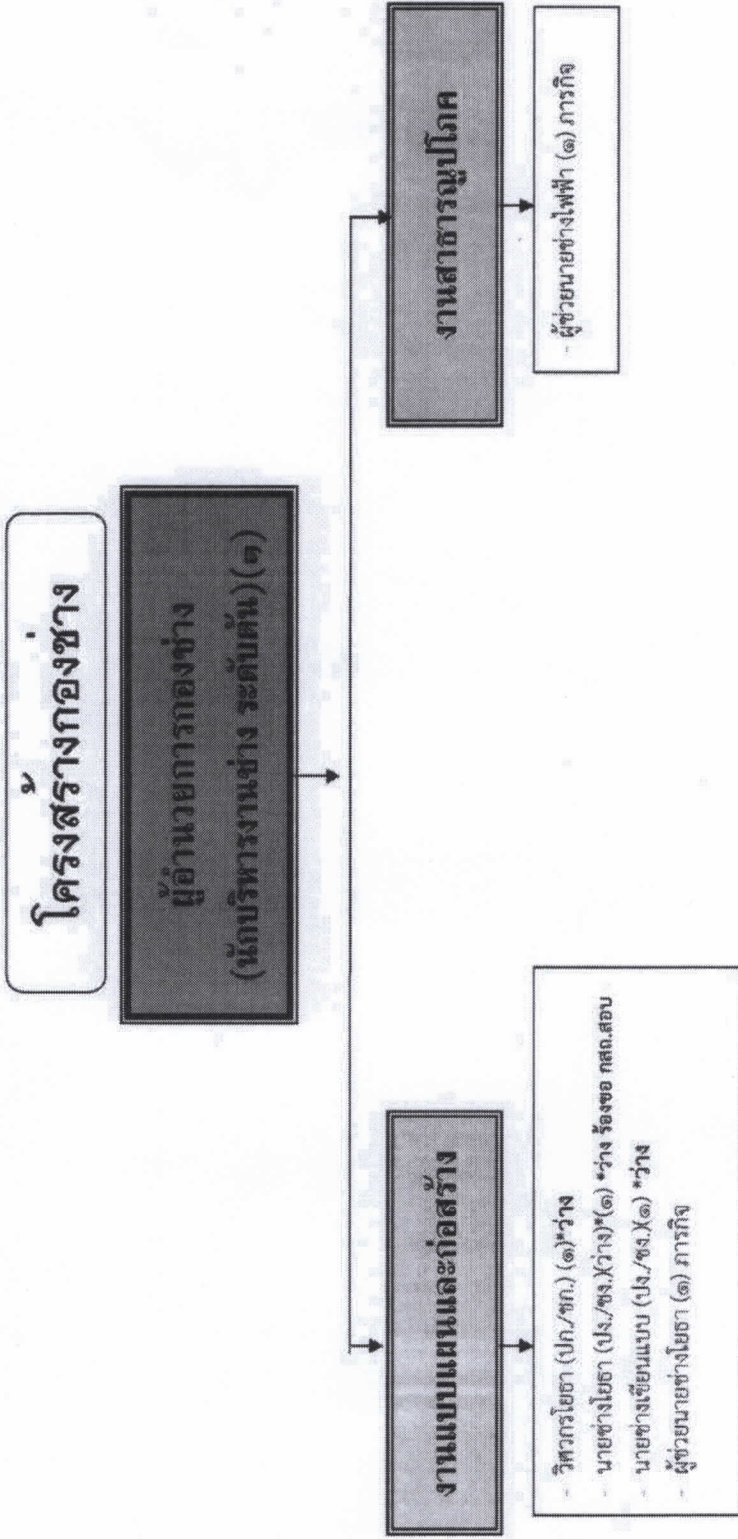 โครงสร้างกองช่าง
ผู้อำนวยการกองช่าง
(นักบริหารงานช่าง ระดับต้น)(๑)
งานแบบแผนและก่อสร้าง
- วิศวกรโยธา (ปก./ชก.) (๑)*ว่าง
- นายช่างโยธา (ปง./ชง.)(ว่าง)*(๑) *ว่าง ร้องขอ กสถ.สอบ
- นายช่างเขียนแบบ (ปง./ชง.)(๑) *ว่าง
- ผู้ช่วยนายช่างโยธา (๑) ภารกิจ
งานสาธารณูปโภค
- ผู้ช่วยนายช่างไฟฟ้า (๑) ภารกิจ